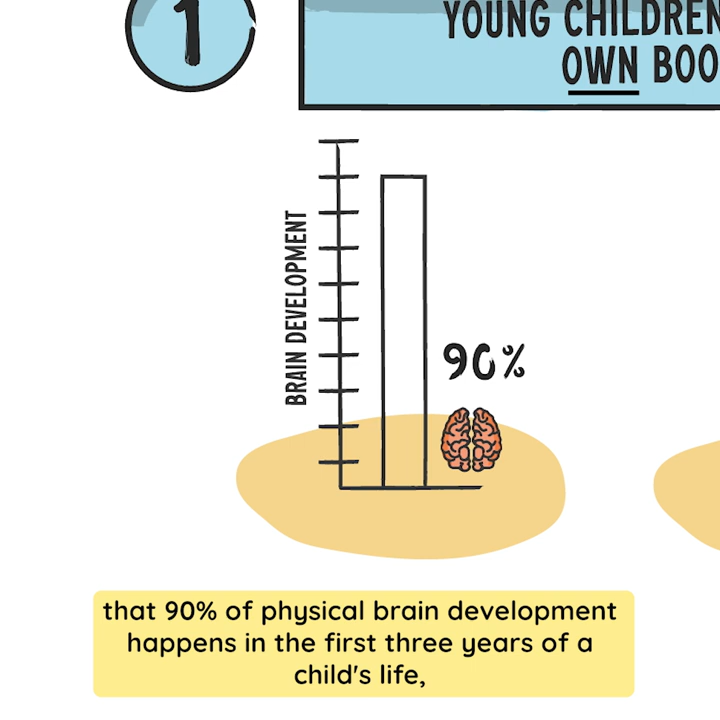 1
YOUNG CHILDREN
OWN BOO
BRAIN DEVELOPMENT
90%
that 90% of physical brain development
happens in the first three years of a
child's life,